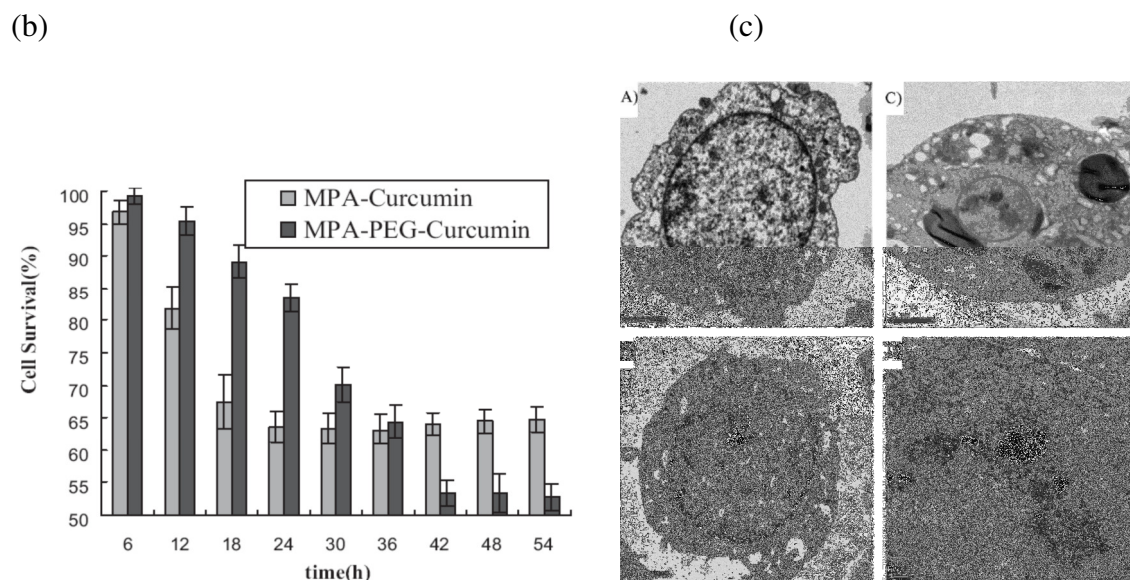 (b)
(c)
A)
C)
MPA-Curcumin
MPA-PEG-Curcumin
Cell Survival(%)
100
95
90
85
80
75
70
65
60
55
50
6 12 18 24 30 36 42 48 54
time(h)